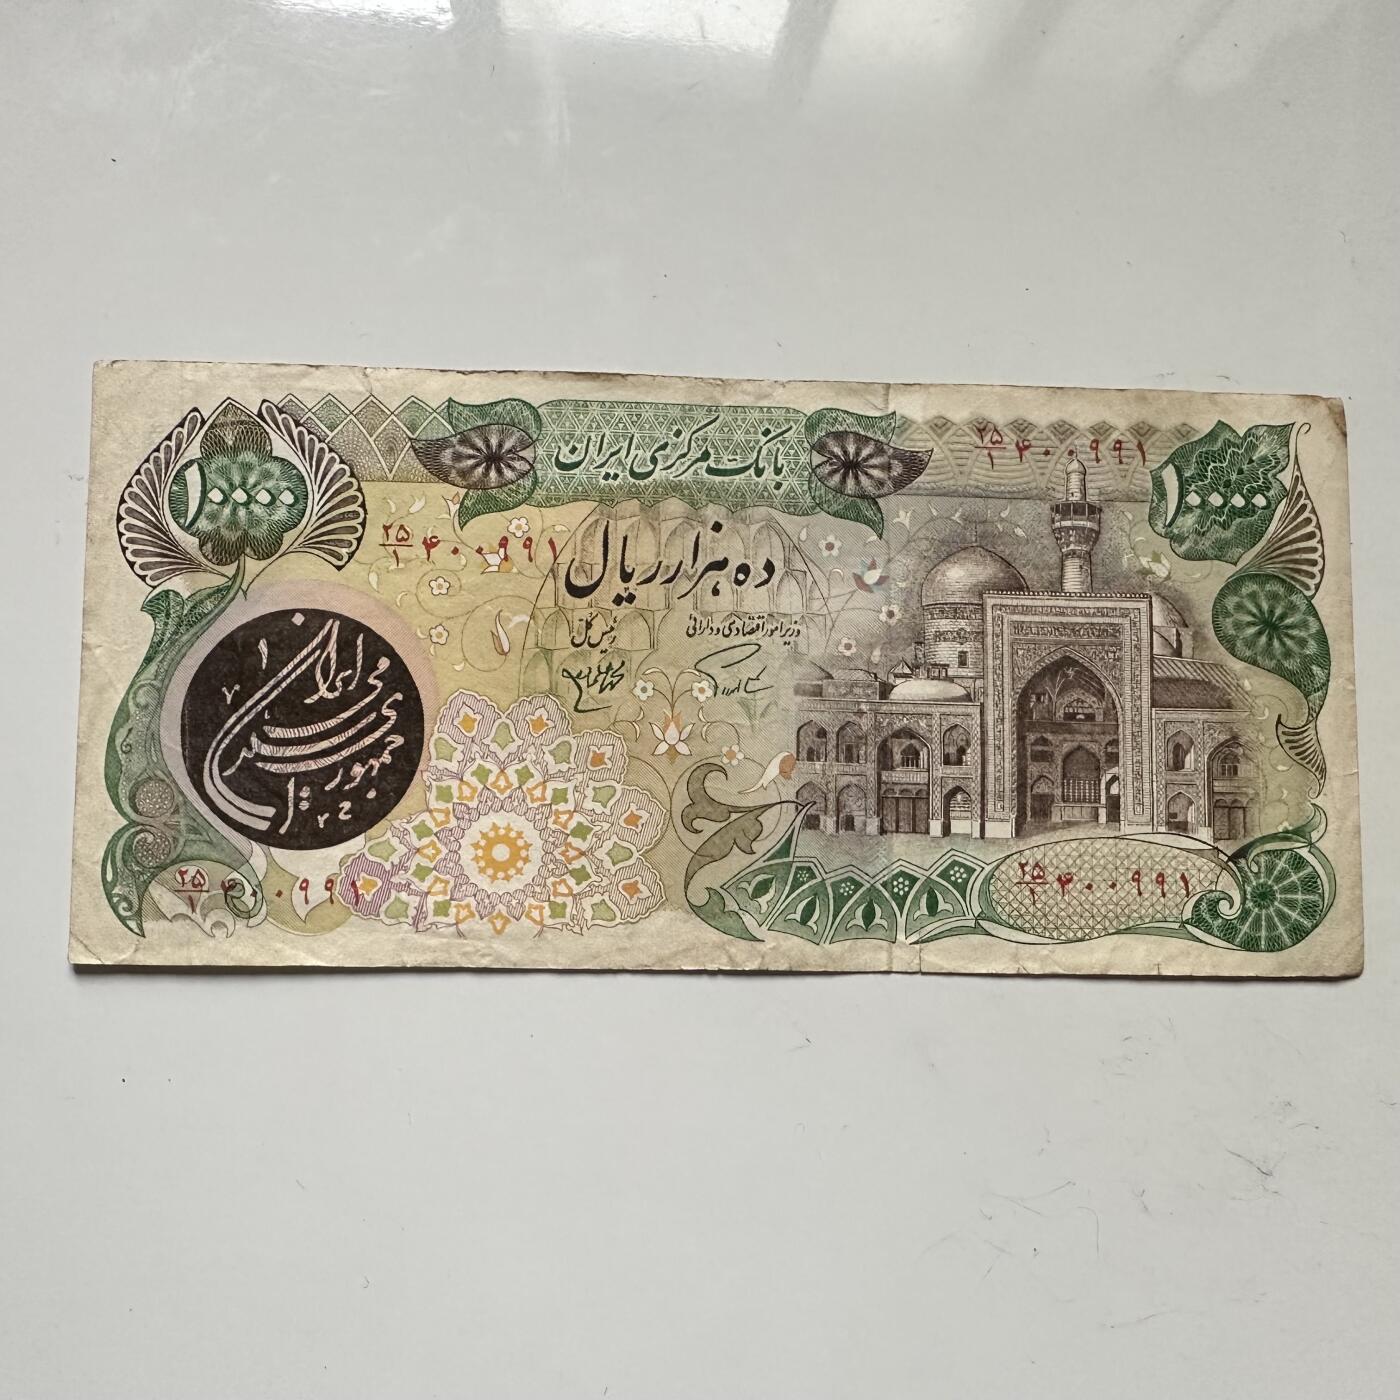 بانک مرکزی ایران
۱۰۰۰۰
۱۰۰۰۰
۲۵/۱ ۴۰۰۹۹۱
۲۵/۱ ۴۰۰۹۹۱
ده هزار ریال
وزیر امور اقتصادی و دارائی
رئیس کل
جمهوری اسلامی ایران
۲۵/۱ ۴۰۰۹۹۱
۲۵/۱ ۴۰۰۹۹۱